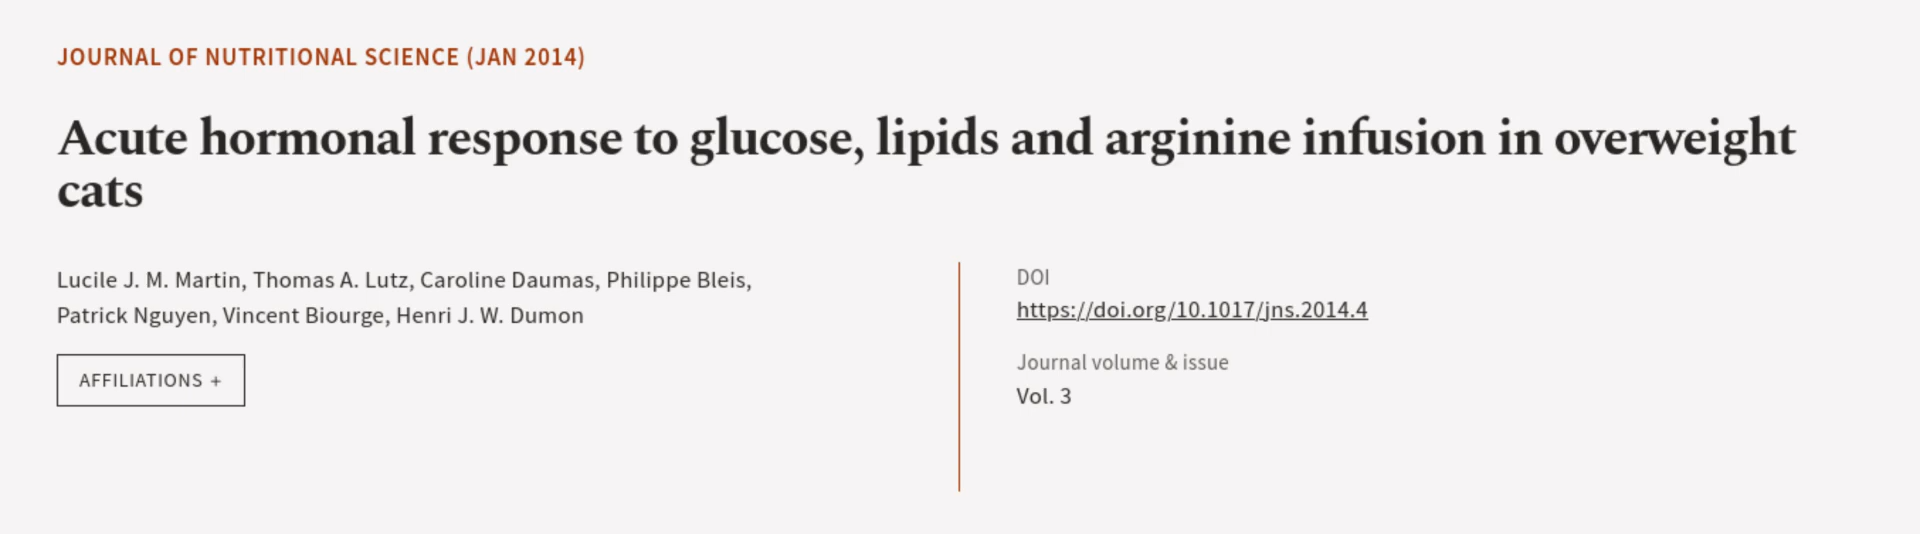 JOURNAL OF NUTRITIONAL SCIENCE (JAN 2014)
Acute hormonal response to glucose, lipids and arginine infusion in overweight
cats
Lucile J. M. Martin, Thomas A. Lutz, Caroline Daumas, Philippe Bleis,
Patrick Nguyen, Vincent Biourge, Henri J. W. Dumon
AFFILIATIONS +
DOI
https://doi.org/10.1017/jns.2014.4
Journal volume & issue
Vol. 3